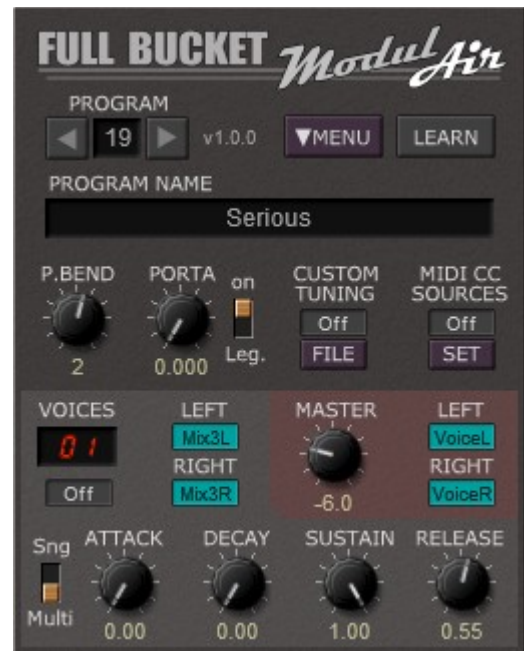 FULL BUCKET ModulAir
PROGRAM
19 v1.0.0 ▼MENU LEARN
PROGRAM NAME
Serious
P.BEND PORTA on CUSTOM TUNING MIDI CC SOURCES
Off Off
2 0.000 Leg. FILE SET
VOICES LEFT MASTER LEFT
01 Mix3L VoiceL
RIGHT RIGHT
Off Mix3R -6.0 VoiceR
Sng ATTACK DECAY SUSTAIN RELEASE
Multi 0.00 0.00 1.00 0.55